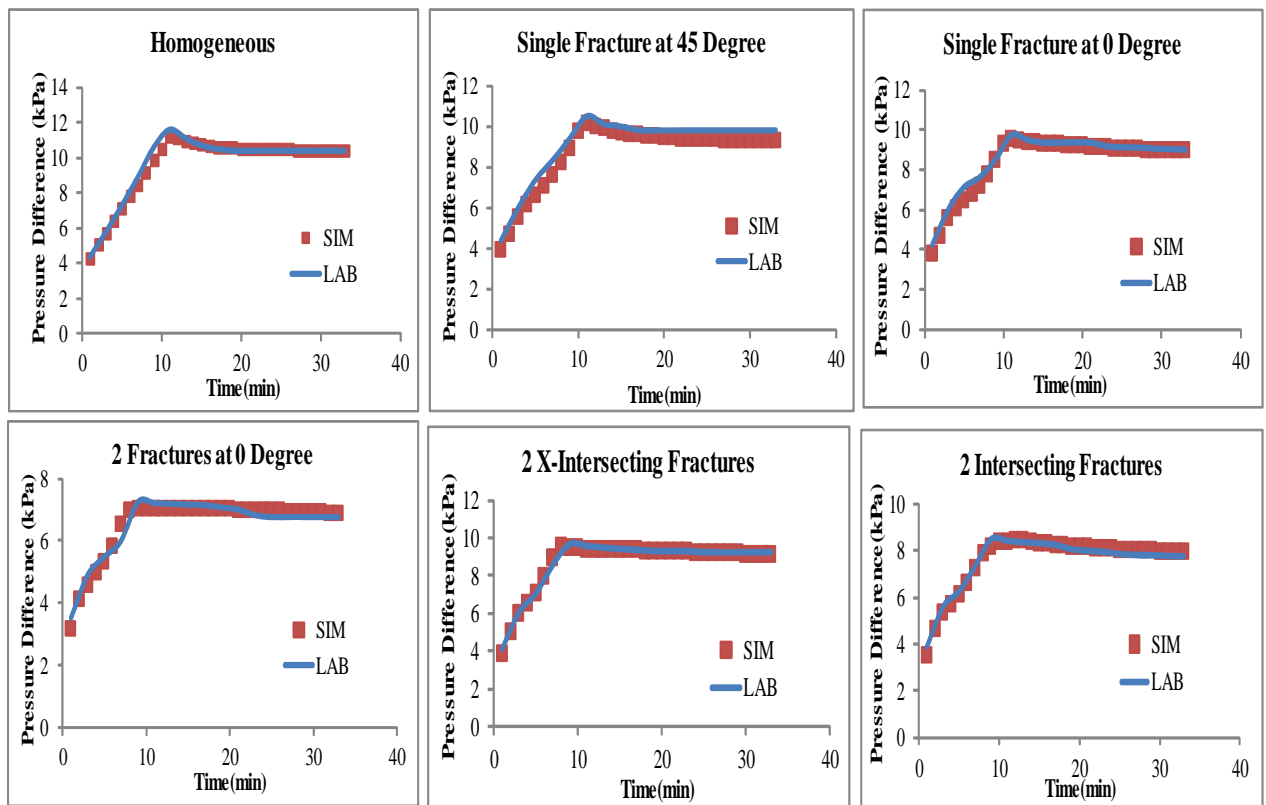 Homogeneous
Pressure Difference (kPa)
14
12
10
8
6
4
2
0
SIM
LAB
0 10 20 30 40
Time(min)
Single Fracture at 45 Degree
Pressure Difference (kPa)
12
10
8
6
4
2
0
SIM
LAB
0 10 20 30 40
Time(min)
Single Fracture at 0 Degree
Pressure Difference (kPa)
12
10
8
6
4
2
0
SIM
LAB
0 10 20 30 40
Time(min)
2 Fractures at 0 Degree
Pressure Difference (kPa)
8
6
4
2
0
SIM
LAB
0 10 20 30 40
Time(min)
2 X-Intersecting Fractures
Pressure Difference(kPa)
12
10
8
6
4
2
0
SIM
LAB
0 10 20 30 40
Time(min)
2 Intersecting Fractures
Pressure Difference(kPa)
10
8
6
4
2
0
SIM
LAB
0 10 20 30 40
Time(min)